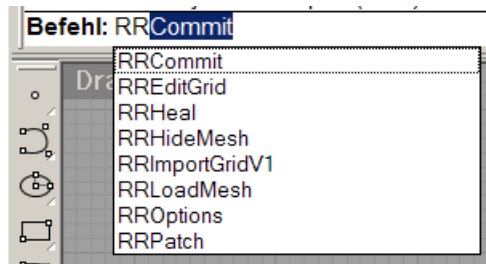 Befehl: RRCommit
RRCommit
RREditGrid
RRHeal
RRHideMesh
RRImportGridV1
RRLoadMesh
RROptions
RRPatch